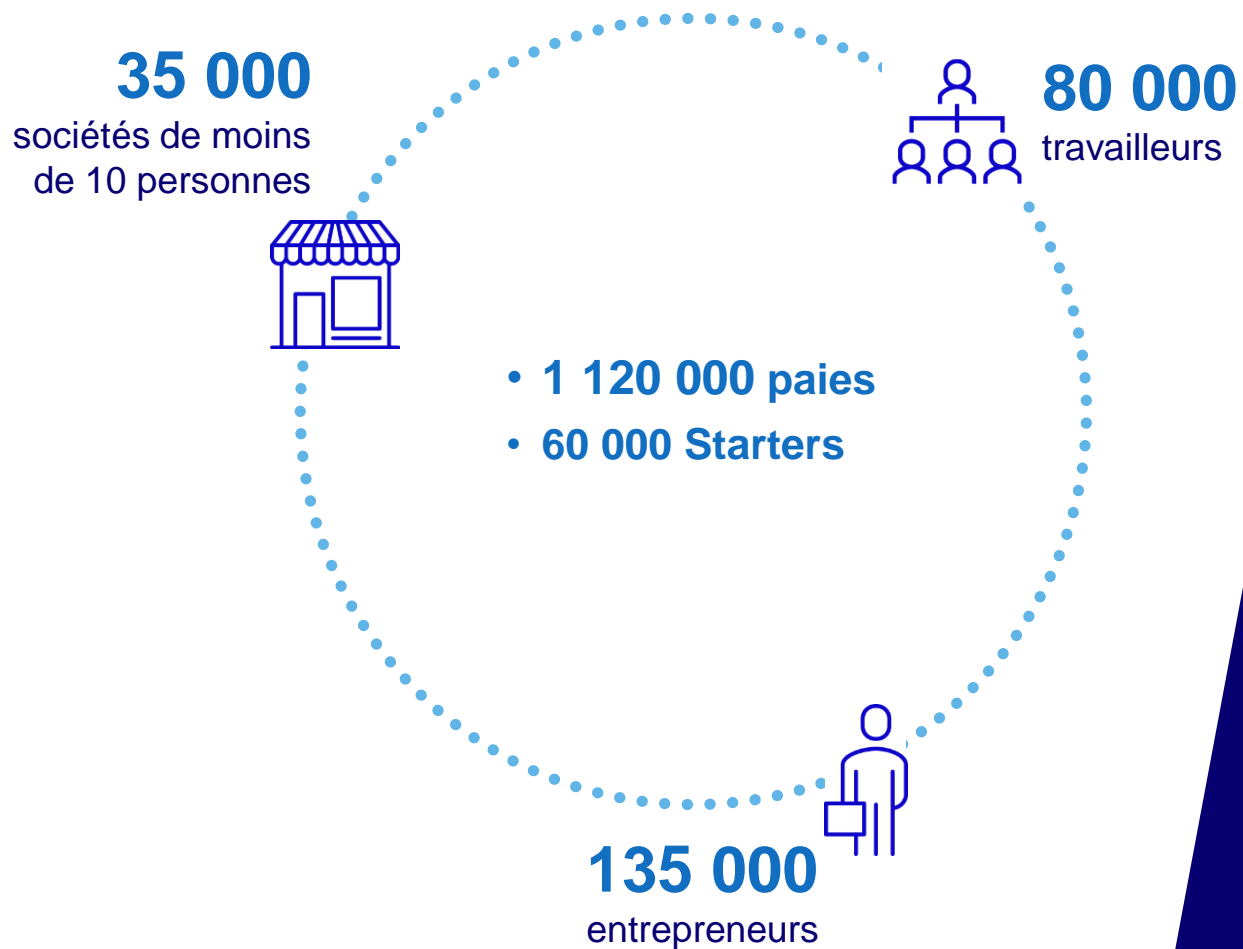 35 000
sociétés de moins
de 10 personnes
80 000
travailleurs
• 1 120 000 paies
• 60 000 Starters
135 000
entrepreneurs